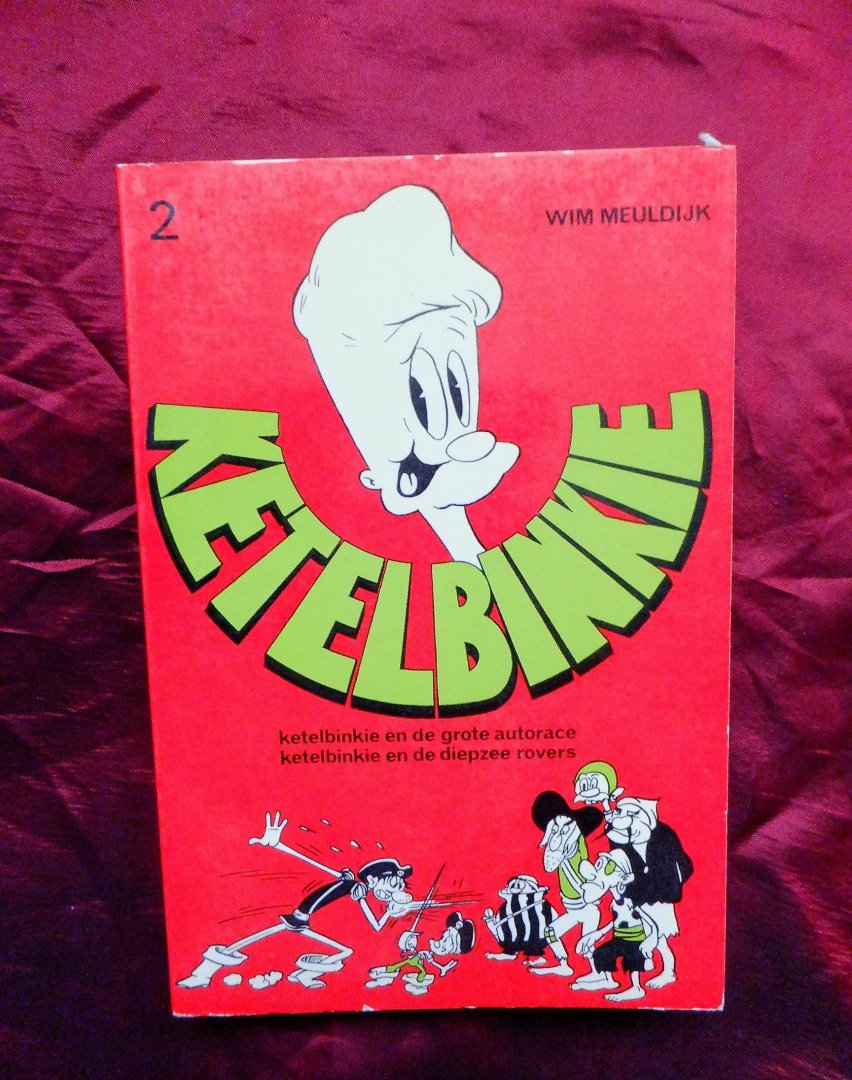 2
WIM MEULDIJK
KETELBINKIE
ketelbinkie en de grote autorace
ketelbinkie en de diepzee rovers